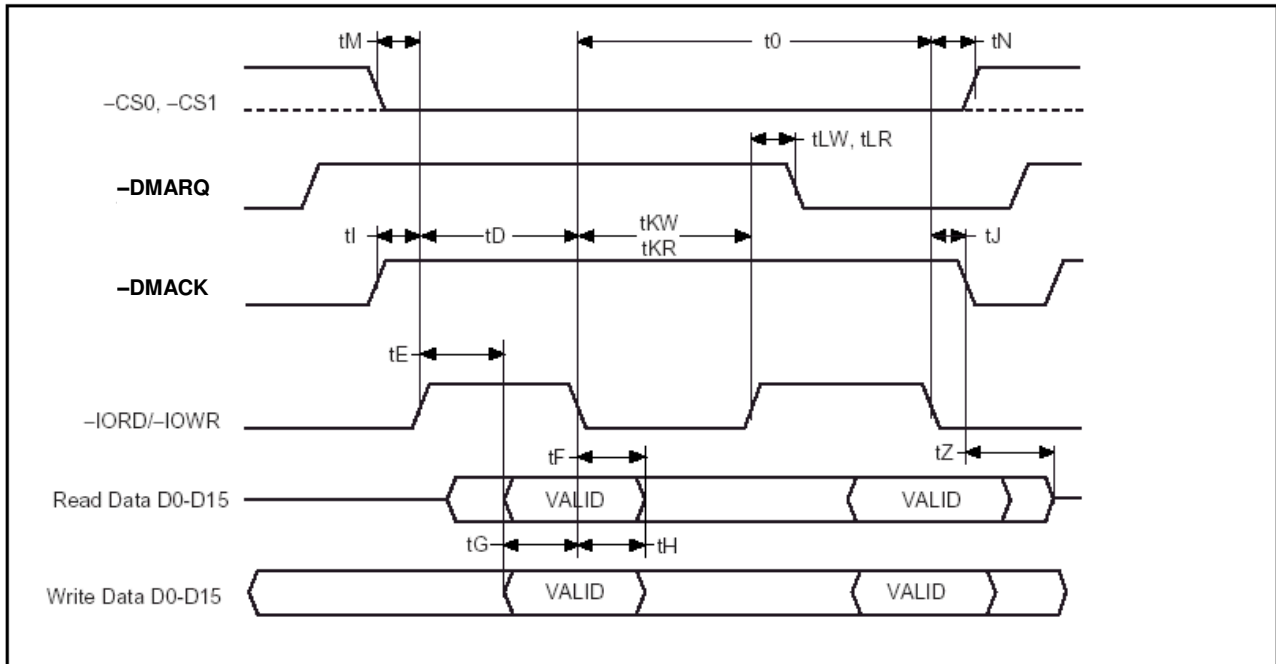 tM
t0
tN
–CS0, –CS1
tLW, tLR
–DMARQ
tI
tD
tKW
tKR
tJ
–DMACK
tE
–IORD/–IOWR
tF
tZ
Read Data D0-D15
VALID
VALID
tG
tH
Write Data D0-D15
VALID
VALID